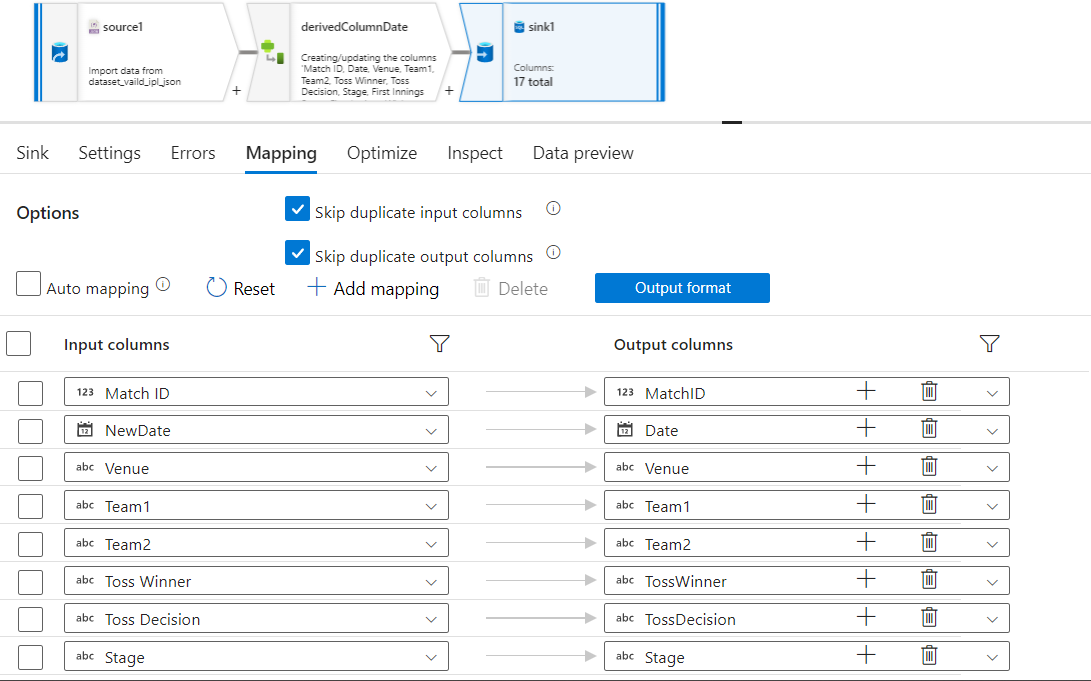 source1
Import data from
dataset_vaild_ipl_json
+
derivedColumnDate
Creating/updating the columns
'Match ID, Date, Venue, Team1,
Team2, Toss Winner, Toss
Decision, Stage, First Innings
+
sink1
Columns:
17 total
Sink Settings Errors Mapping Optimize Inspect Data preview
Options
Skip duplicate input columns
Skip duplicate output columns
Auto mapping Reset + Add mapping Delete Output format
Input columns Output columns
123 Match ID 123 MatchID
12 NewDate 12 Date
abc Venue abc Venue
abc Team1 abc Team1
abc Team2 abc Team2
abc Toss Winner abc TossWinner
abc Toss Decision abc TossDecision
abc Stage abc Stage